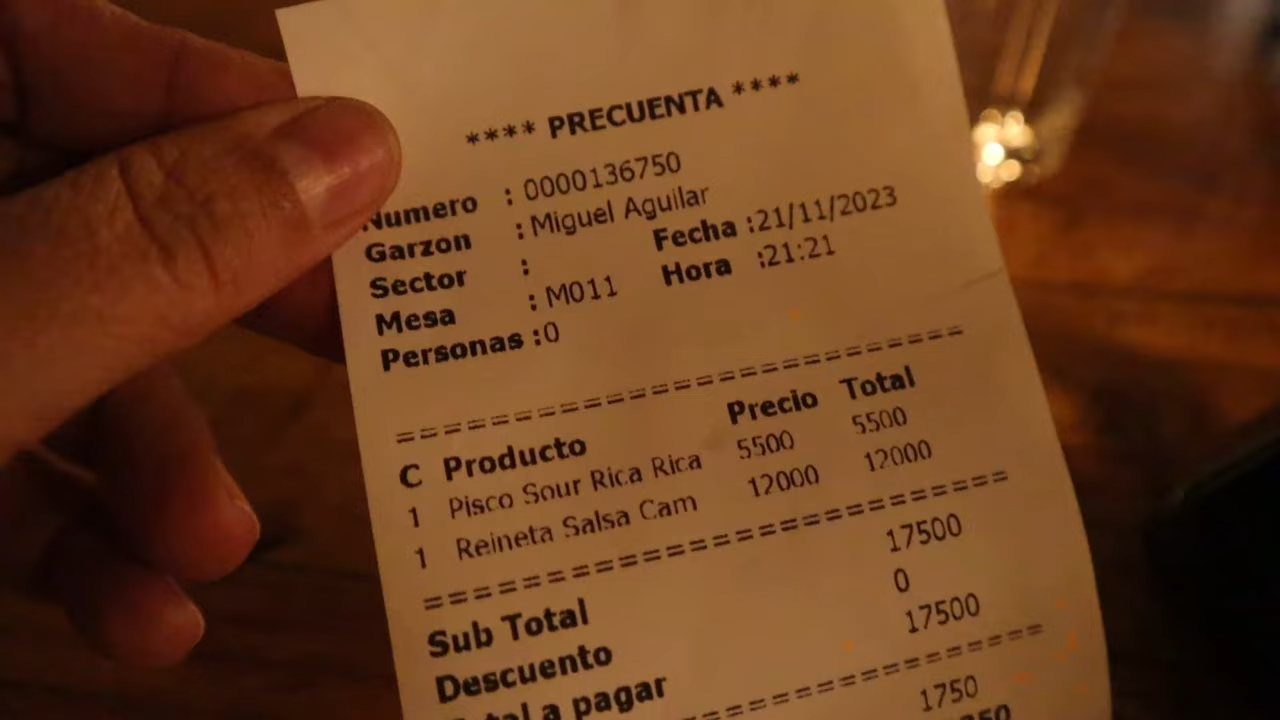 **** PRECUENTA ****
Numero : 0000136750
Garzon : Miguel Aguilar
Sector : Fecha :21/11/2023
Mesa : M011 Hora :21:21
Personas :0
==============================
C Producto Precio Total
1 Pisco Sour Rica Rica 5500 5500
1 Reineta Salsa Cam 12000 12000
==============================
Sub Total 17500
Descuento 0
Total a pagar 17500
==============================
1750